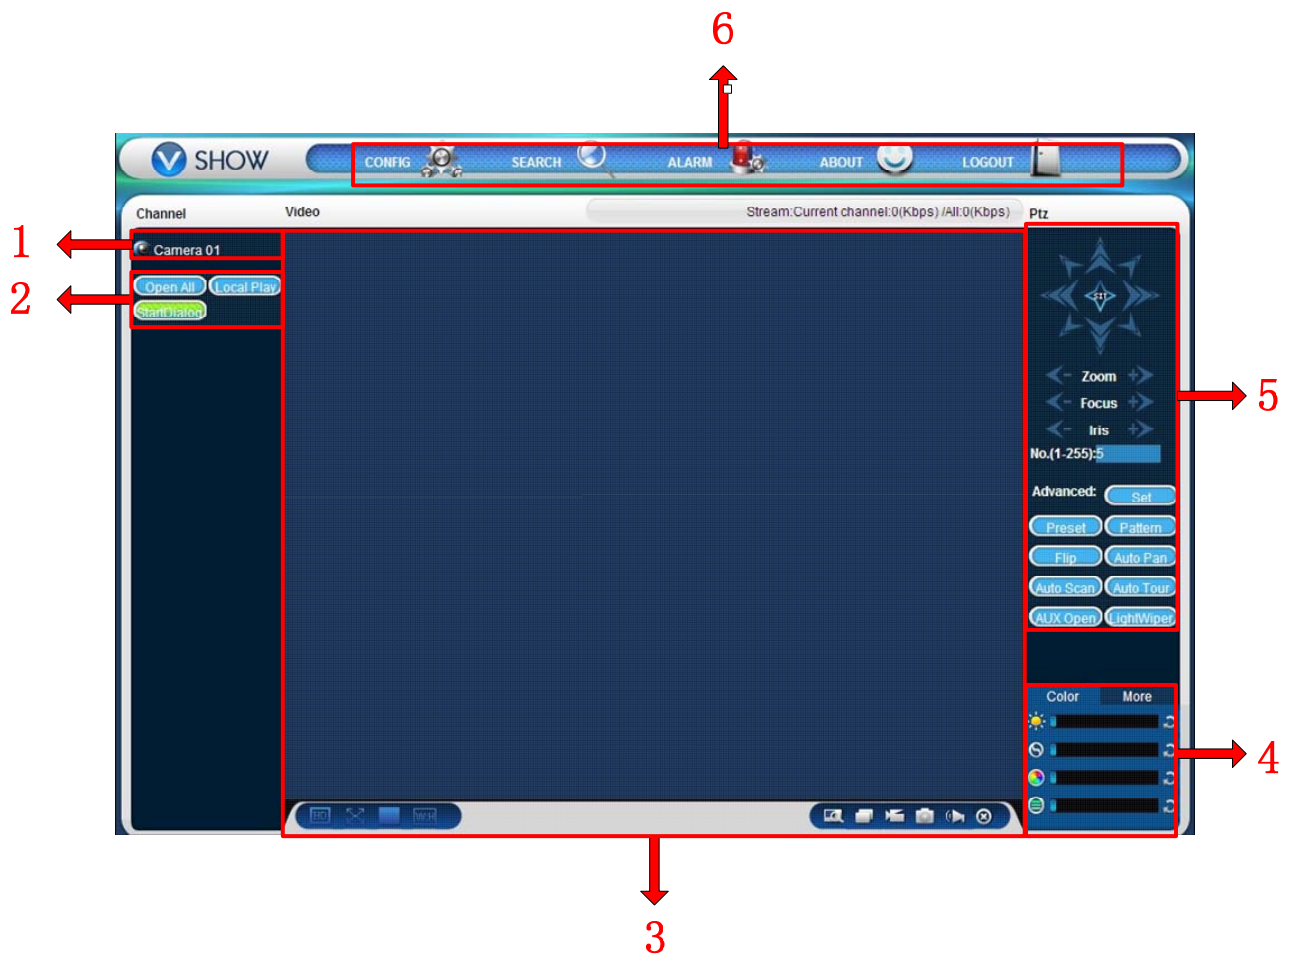 6
V SHOW CONFIG SEARCH ALARM ABOUT LOGOUT
Channel Video Stream:Current channel:0(Kbps) /All:0(Kbps) Ptz
1 Camera 01
2 Open All Local Play
StartDialog
SIT
- Zoom +
- Focus +
- Iris +
5
No.(1-255):5
Advanced: Set
Preset Pattern
Flip Auto Pan
Auto Scan Auto Tour
AUX Open LightWiper
Color More
4
HD W:H
3